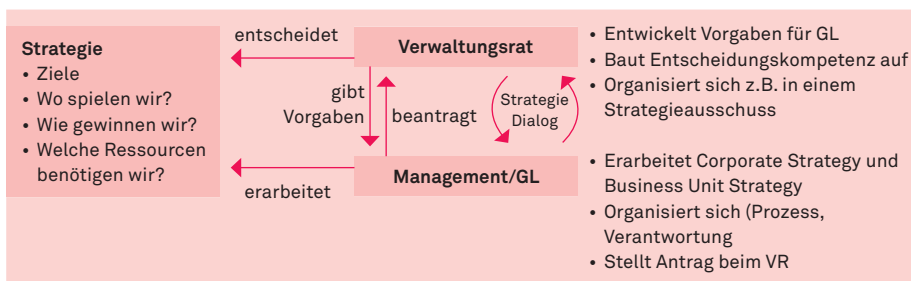 Strategie
• Ziele
• Wo spielen wir?
• Wie gewinnen wir?
• Welche Ressourcen
benötigen wir?
entscheidet
Verwaltungsrat
gibt
Vorgaben
beantragt
Strategie
Dialog
erarbeitet
Management/GL
• Entwickelt Vorgaben für GL
• Baut Entscheidungskompetenz auf
• Organisiert sich z.B. in einem
Strategieausschuss
• Erarbeitet Corporate Strategy und
Business Unit Strategy
• Organisiert sich (Prozess,
Verantwortung
• Stellt Antrag beim VR